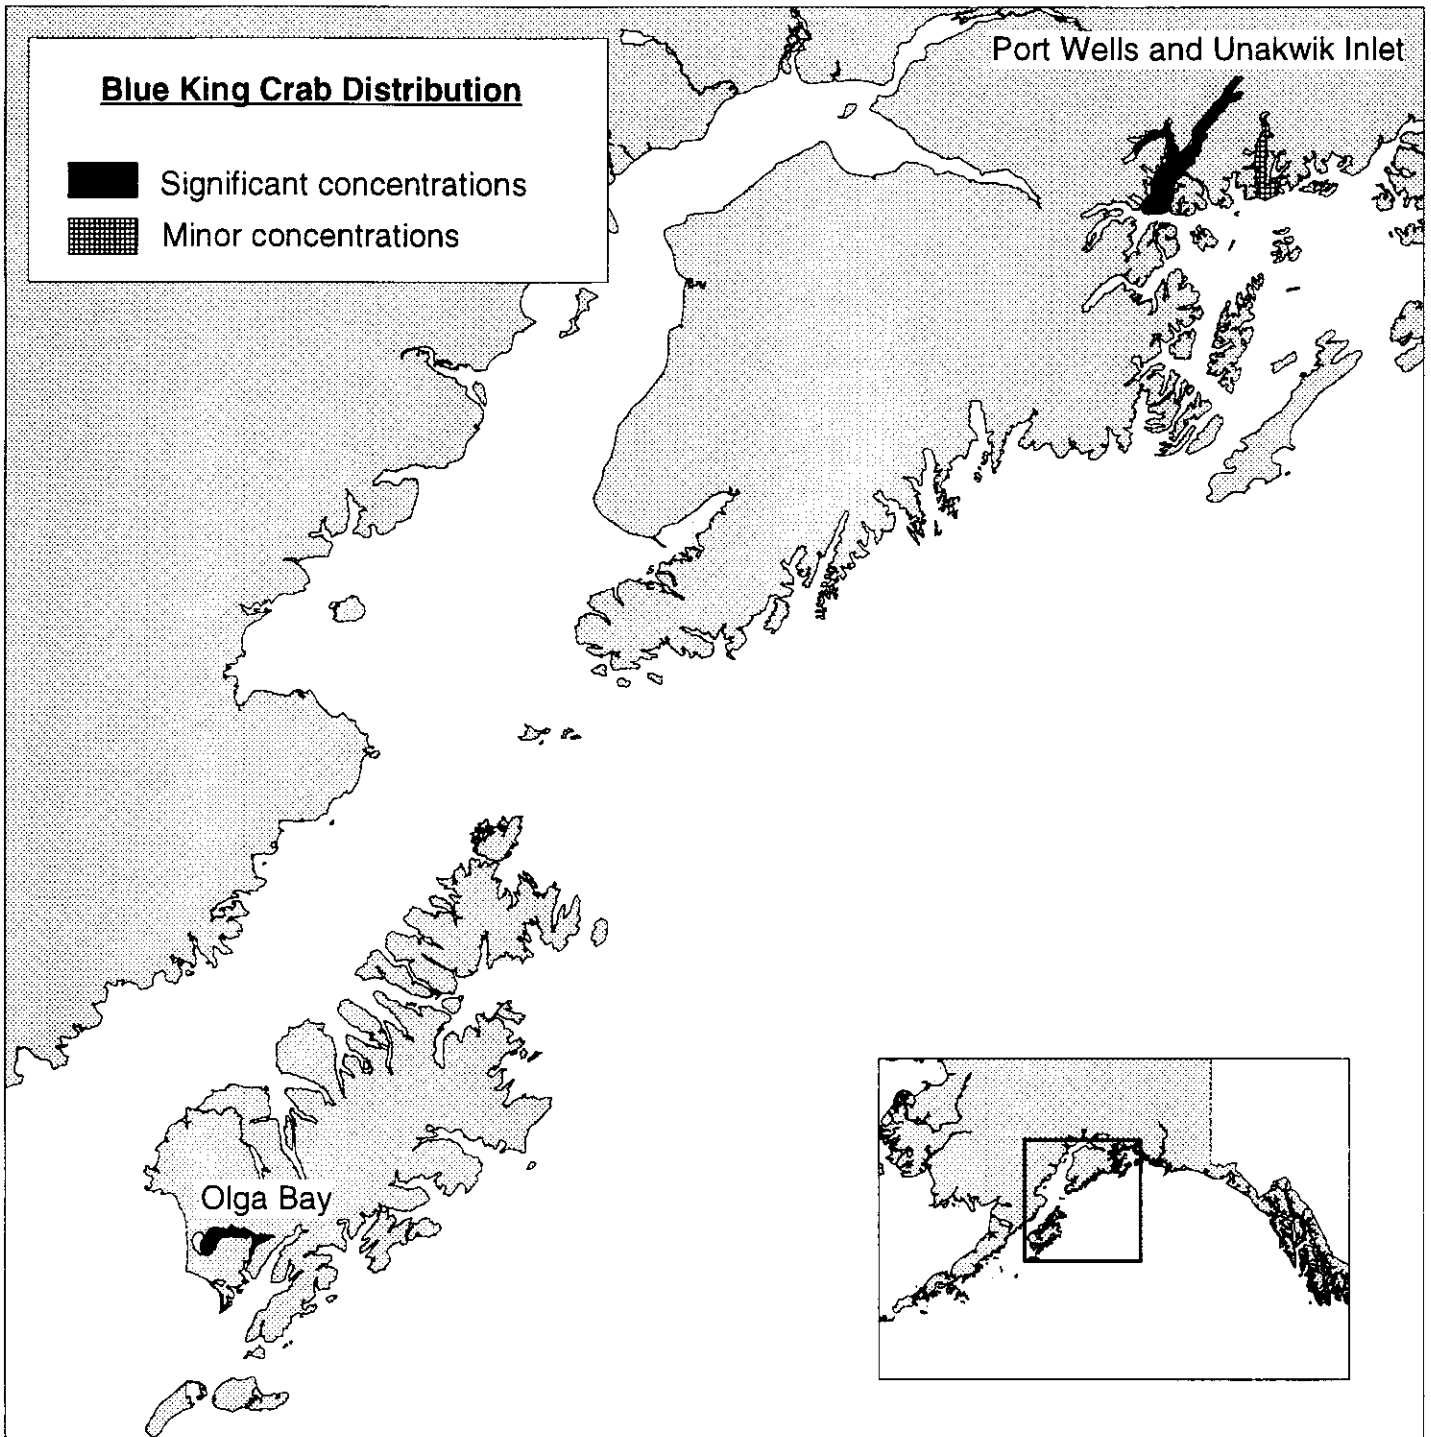 Port Wells and Unakwik Inlet
Blue King Crab Distribution
Significant concentrations
Minor concentrations
Olga Bay